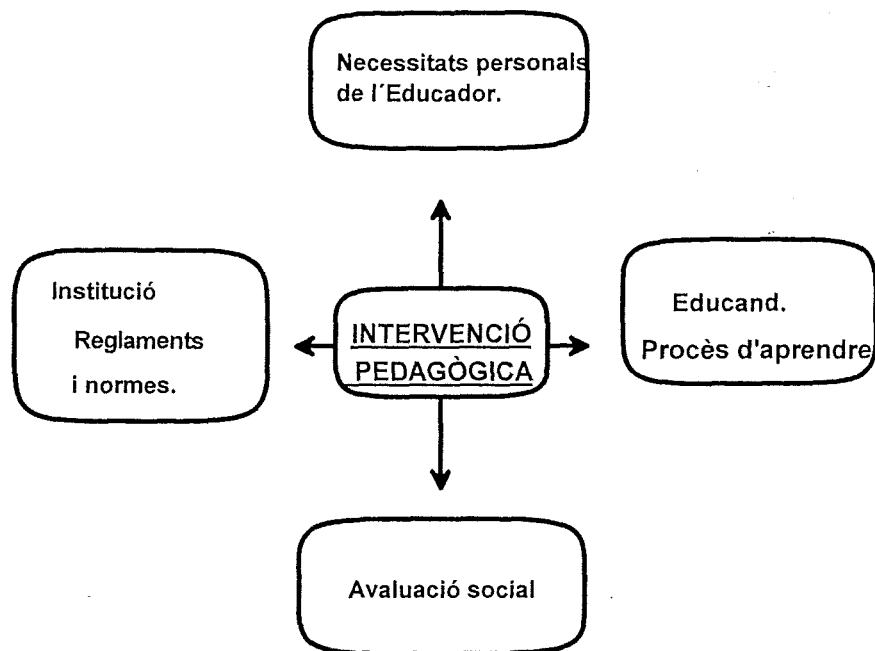 Necessitats personals
de l´Educador.
Institució
Reglaments
i normes.
INTERVENCIÓ
PEDAGÒGICA
Educand.
Procès d'aprendre
Avaluació social